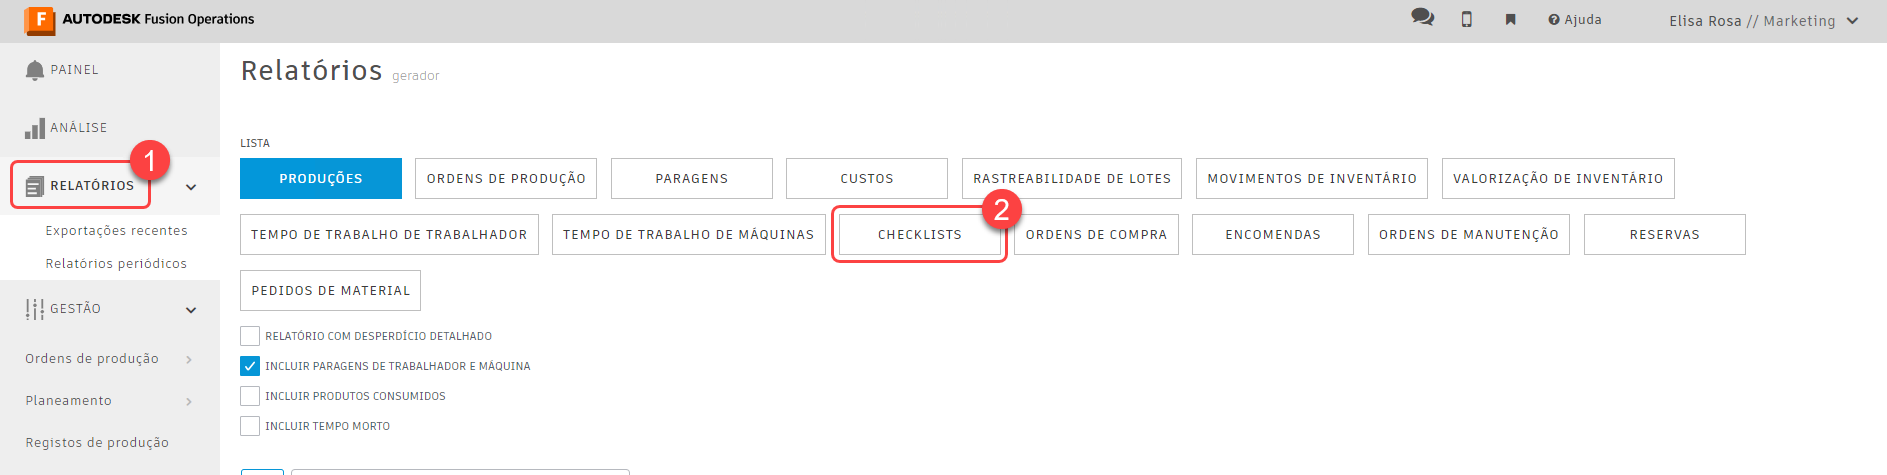 F AUTODESK Fusion Operations
Ajuda
Elisa Rosa // Marketing
PAINEL
ANÁLISE
1
RELATÓRIOS
Exportações recentes
Relatórios periódicos
GESTÃO
Ordens de produção
Planeamento
Registos de produção
Relatórios gerador
LISTA
PRODUÇÕES
ORDENS DE PRODUÇÃO
PARAGENS
CUSTOS
RASTREABILIDADE DE LOTES
MOVIMENTOS DE INVENTÁRIO
VALORIZAÇÃO DE INVENTÁRIO
TEMPO DE TRABALHO DE TRABALHADOR
TEMPO DE TRABALHO DE MÁQUINAS
2
CHECKLISTS
ORDENS DE COMPRA
ENCOMENDAS
ORDENS DE MANUTENÇÃO
RESERVAS
PEDIDOS DE MATERIAL
RELATÓRIO COM DESPERDÍCIO DETALHADO
INCLUIR PARAGENS DE TRABALHADOR E MÁQUINA
INCLUIR PRODUTOS CONSUMIDOS
INCLUIR TEMPO MORTO